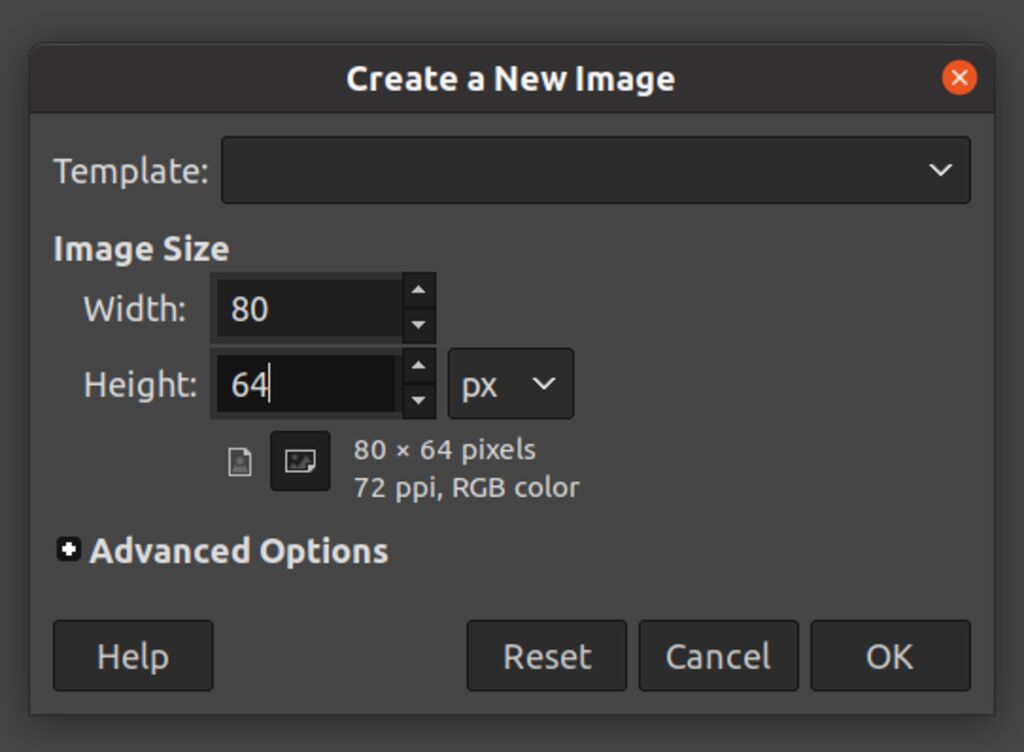 Create a New Image
Template:
Image Size
Width: 80
Height: 64 px
80 × 64 pixels
72 ppi, RGB color
Advanced Options
Help Reset Cancel OK